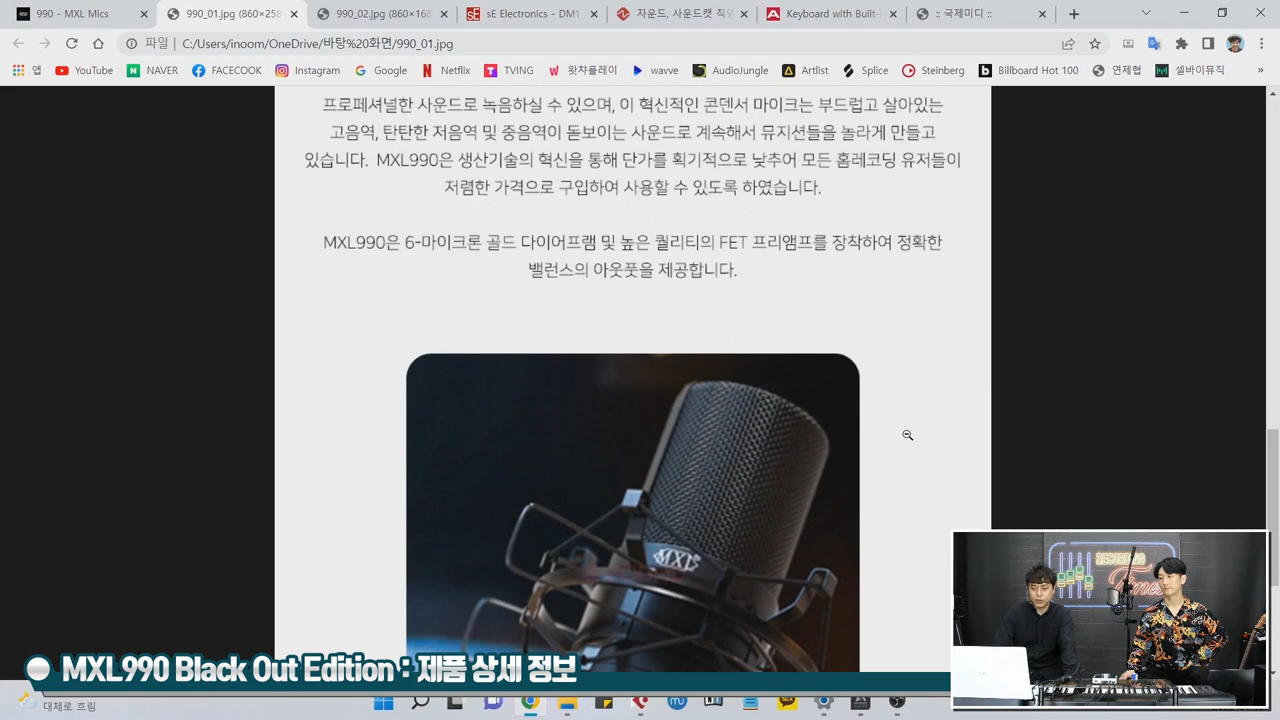 990 - MXL Mics
990_01.jpg (860×258
990_02.jpg (860×168
sE Electronics - DM1
자운드, 사운드캣
Keyboard with Built-
:: 국제미디 ::
파일 | C:/Users/inoom/OneDrive/바탕%20화면/990_01.jpg
앱 YouTube NAVER FACECOOK Instagram Google Netflix TVING 왓챠플레이 wavve AudioJungle Artlist Splice Steinberg Billboard Hot 100 연제협 셀바이뮤직 »
프로페셔널한 사운드로 녹음하실 수 있으며, 이 혁신적인 콘덴서 마이크는 부드럽고 살아있는
고음역, 탄탄한 저음역 및 중음역이 돋보이는 사운드로 계속해서 뮤지션들을 놀라게 만들고
있습니다. MXL990은 생산기술의 혁신을 통해 단가를 획기적으로 낮추어 모든 홈레코딩 유저들이
저렴한 가격으로 구입하여 사용할 수 있도록 하였습니다.
MXL990은 6-마이크론 골드 다이어프램 및 높은 퀄리티의 FET 프리앰프를 장착하여 정확한
밸런스의 아웃풋을 제공합니다.
MXL
RECORDING
Times
MXL990 Black Out Edition : 제품 상세 정보
대체로 흐림